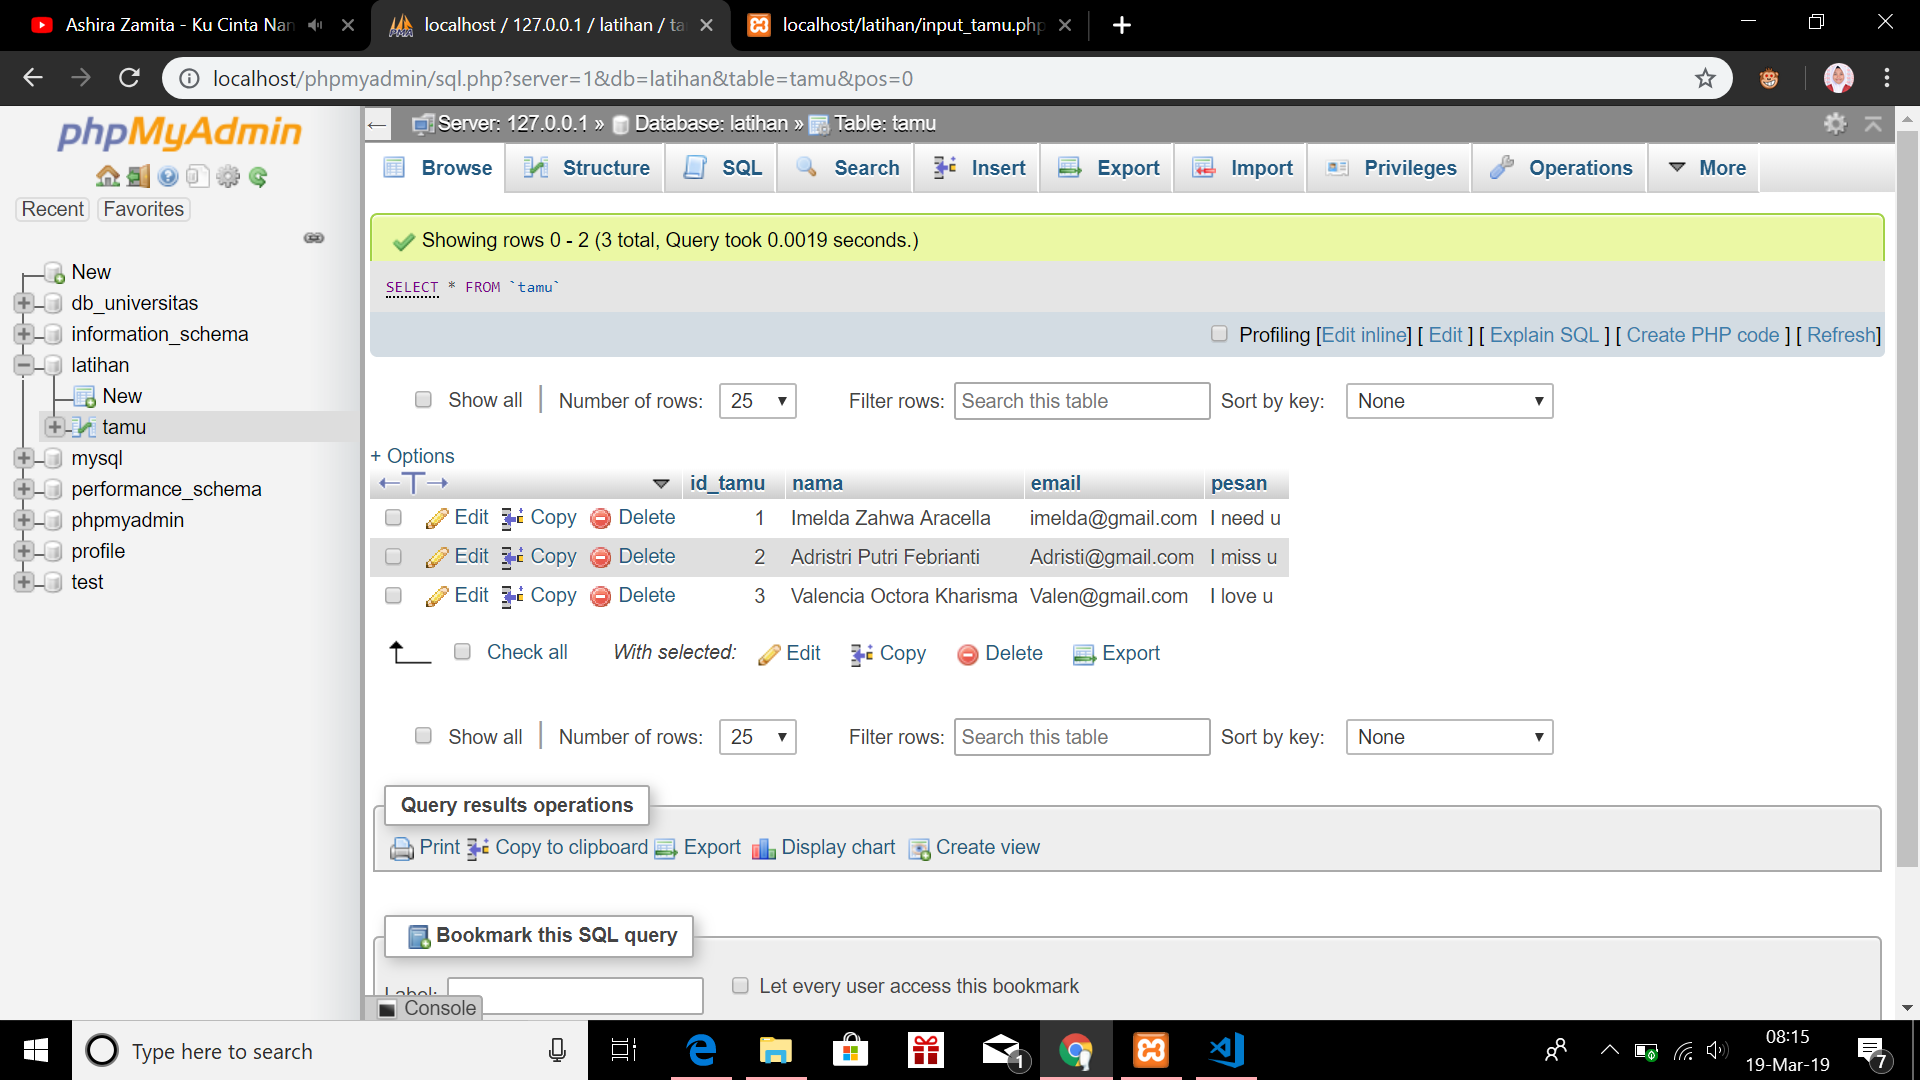 Ashira Zamita - Ku Cinta Nan
localhost / 127.0.0.1 / latihan / ta
localhost/latihan/input_tamu.php
localhost/phpmyadmin/sql.php?server=1&db=latihan&table=tamu&pos=0
phpMyAdmin
Recent Favorites
New
db_universitas
information_schema
latihan
New
tamu
mysql
performance_schema
phpmyadmin
profile
test
Server: 127.0.0.1 » Database: latihan » Table: tamu
Browse Structure SQL Search Insert Export Import Privileges Operations More
Showing rows 0 - 2 (3 total, Query took 0.0019 seconds.)
SELECT * FROM `tamu`
Profiling [Edit inline] [ Edit ] [ Explain SQL ] [ Create PHP code ] [ Refresh]
Show all Number of rows: 25 Filter rows: Search this table Sort by key: None
+ Options
id_tamu nama email pesan
Edit Copy Delete 1 Imelda Zahwa Aracella imelda@gmail.com I need u
Edit Copy Delete 2 Adristri Putri Febrianti Adristi@gmail.com I miss u
Edit Copy Delete 3 Valencia Octora Kharisma Valen@gmail.com I love u
Check all With selected: Edit Copy Delete Export
Show all Number of rows: 25 Filter rows: Search this table Sort by key: None
Query results operations
Print Copy to clipboard Export Display chart Create view
Bookmark this SQL query
Label: Let every user access this bookmark
Console
Type here to search
1
08:15
19-Mar-19
7